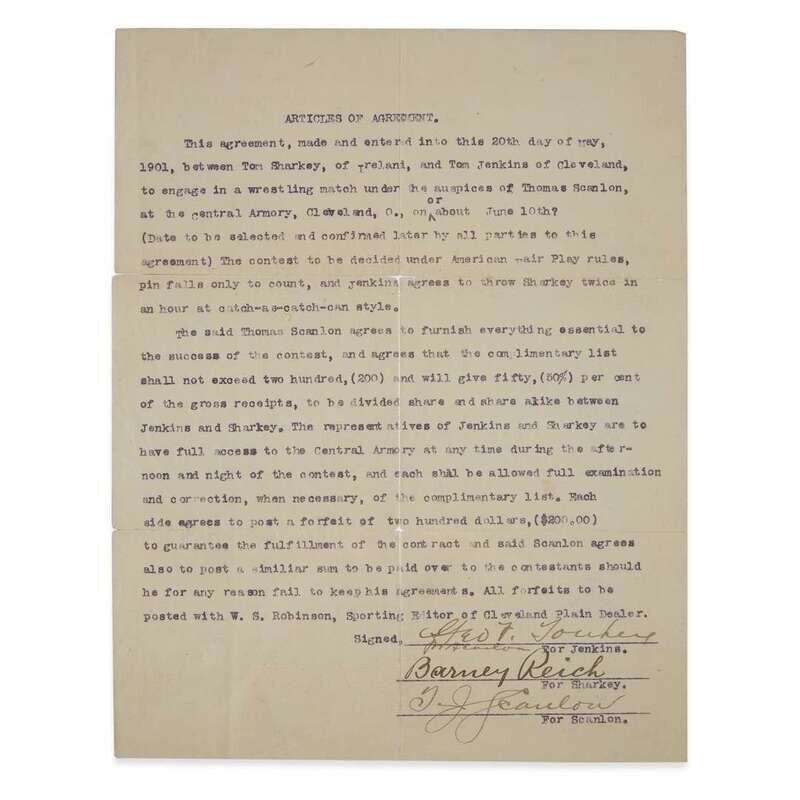 ARTICLES OF AGREEMENT.
This agreement, made and entered into this 20th day of May,
1901, between Tom Sharkey, of Ireland, and Tom Jenkins of Cleveland,
to engage in a wrestling match under the auspices of Thomas Scanlon,
or
at the Central Armory, Cleveland, O., on about June 10th?
(Date to be selected and confirmed later by all parties to this
agreement) The contest to be decided under American Fair Play rules,
pin falls only to count, and Jenkins agrees to throw Sharkey twice in
an hour at catch-as-catch-can style.
The said Thomas Scanlon agrees to furnish everything essential to
the success of the contest, and agrees that the complimentary list
shall not exceed two hundred,(200) and will give fifty,(50%) per cent
of the gross receipts, to be divided share and share alike between
Jenkins and Sharkey. The representatives of Jenkins and Sharkey are to
have full access to the Central Armory at any time during the after-
noon and night of the contest, and each shal be allowed full examination
and correction, when necessary, of the complimentary list. Each
side agrees to post a forfeit of two hundred dollars,($200.00)
to guarantee the fulfillment of the contract and said Scanlon agrees
also to post a similiar sum to be paid over to the contestants should
he for any reason fail to keep his agreements. All forfeits to be
posted with W. S. Robinson, Sporting Editor of Cleveland Plain Dealer.
Signed, Geo F.
For Jenkins.
Barney Reich
For Sharkey.
T. J. Scanlon
For Scanlon.